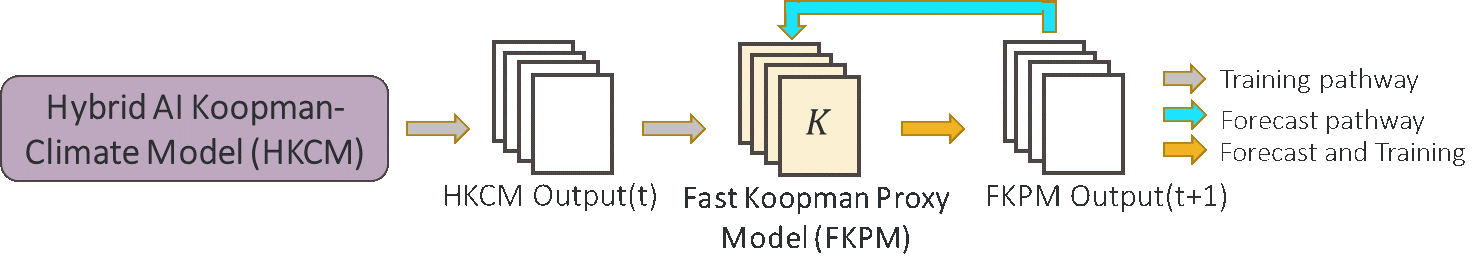 Hybrid AI Koopman-
Climate Model (HKCM)
HKCM Output(t)
K
Fast Koopman Proxy
Model (FKPM)
FKPM Output(t+1)
Training pathway
Forecast pathway
Forecast and Training